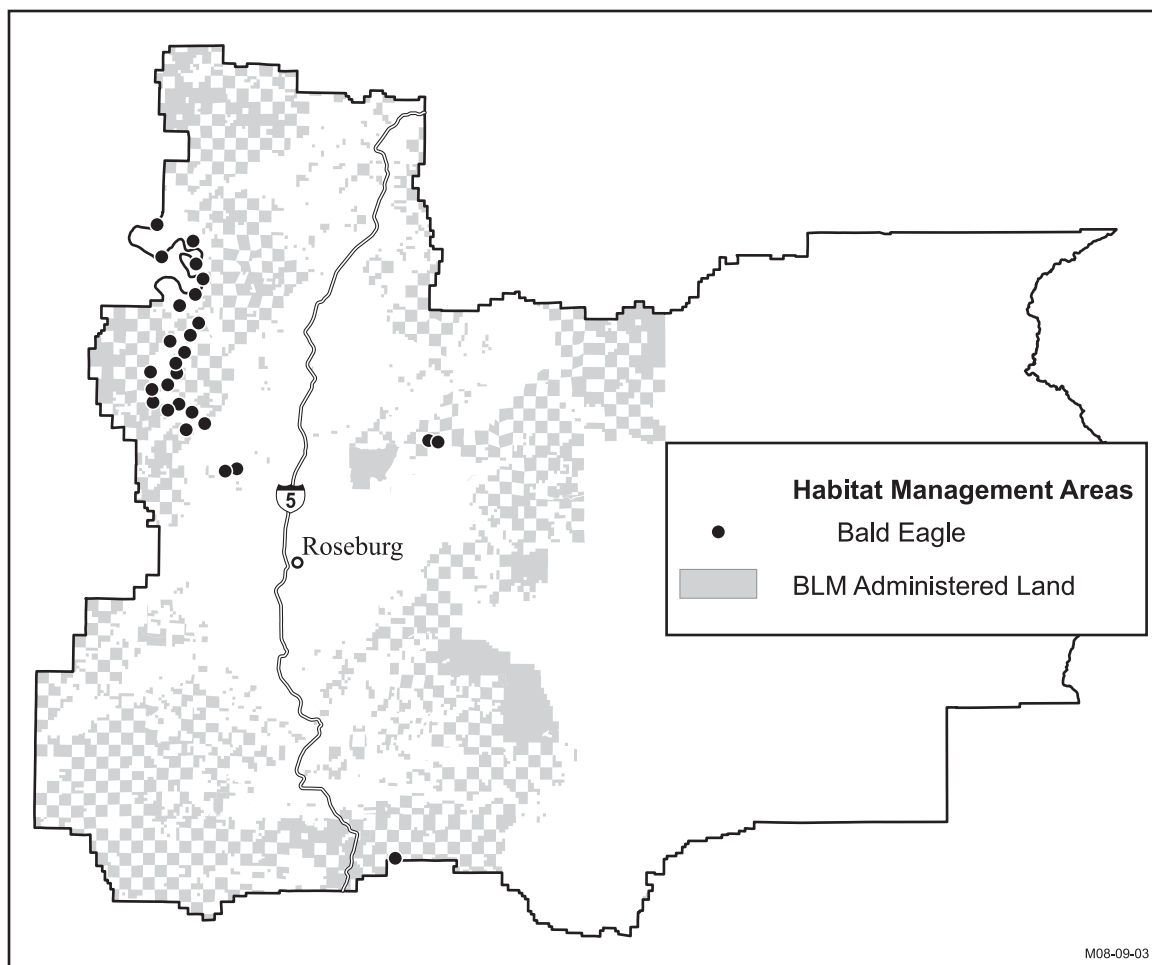 5
Roseburg
Habitat Management Areas
Bald Eagle
BLM Administered Land
M08-09-03